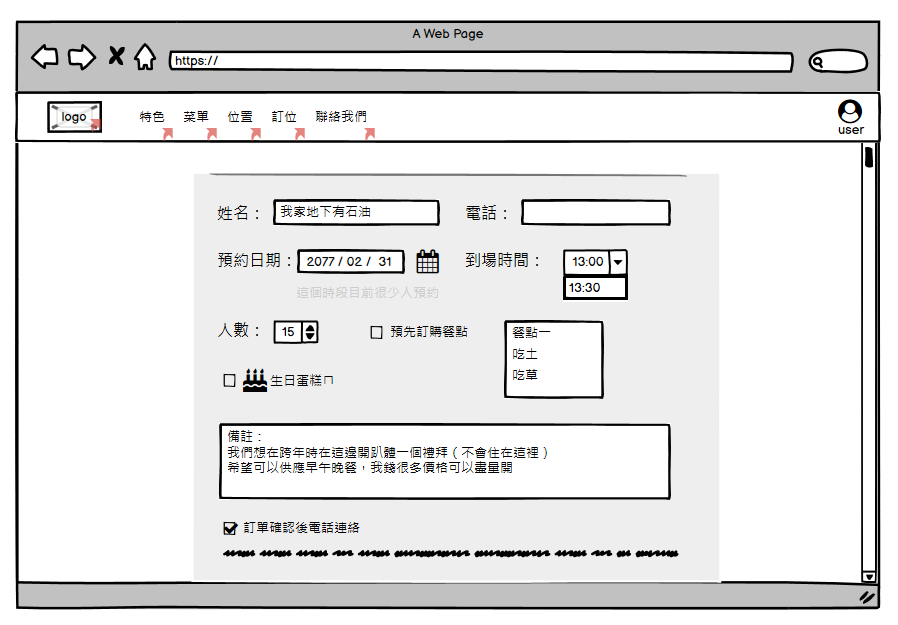 A Web Page
https://
logo 特色 菜單 位置 訂位 聯絡我們
user
姓名： 我家地下有石油 電話：
預約日期： 2077 / 02 / 31 到場時間： 13:00
13:30
這個時段目前很少人預約
人數： 15 預先訂購餐點 餐點一
吃土
吃草
生日蛋糕ㄇ
備註：
我們想在跨年時在這邊開趴體一個禮拜（不會住在這裡）
希望可以供應早午晚餐，我錢很多價格可以盡量開
訂單確認後電話連絡